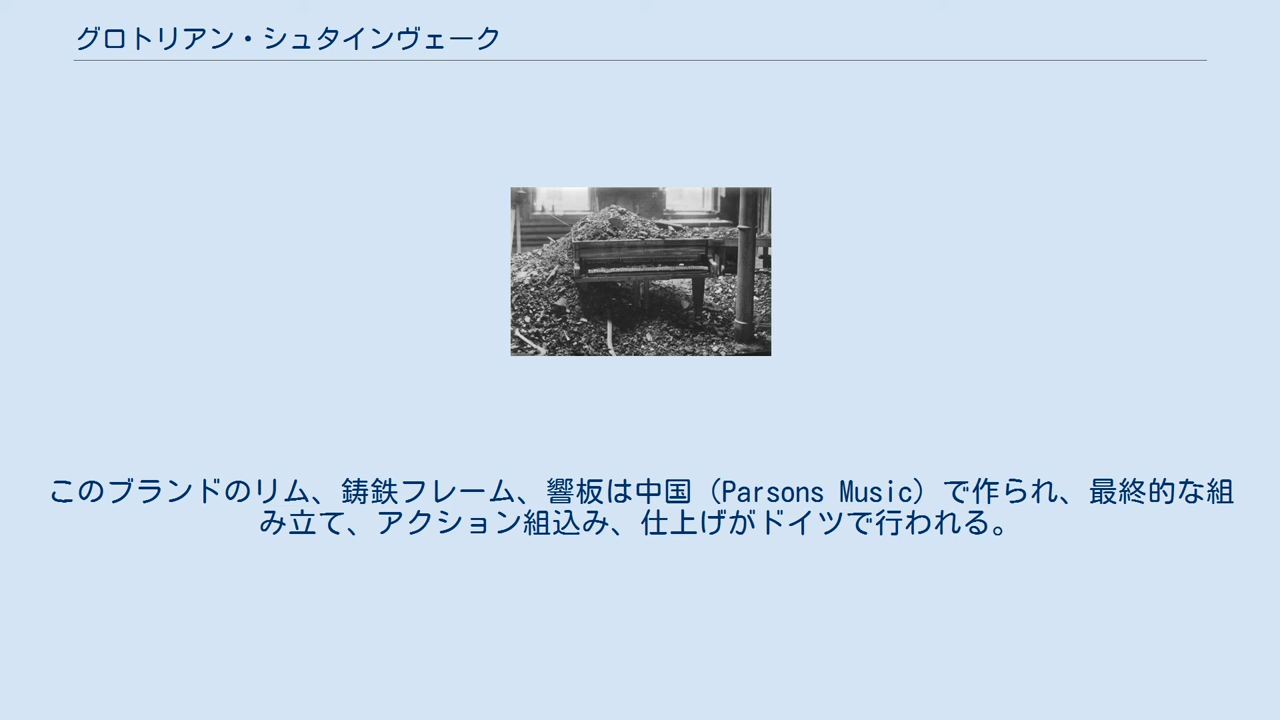 グロトリアン・シュタインヴェーク
このブランドのリム、鋳鉄フレーム、響板は中国（Parsons Music）で作られ、最終的な組
み立て、アクション組込み、仕上げがドイツで行われる。